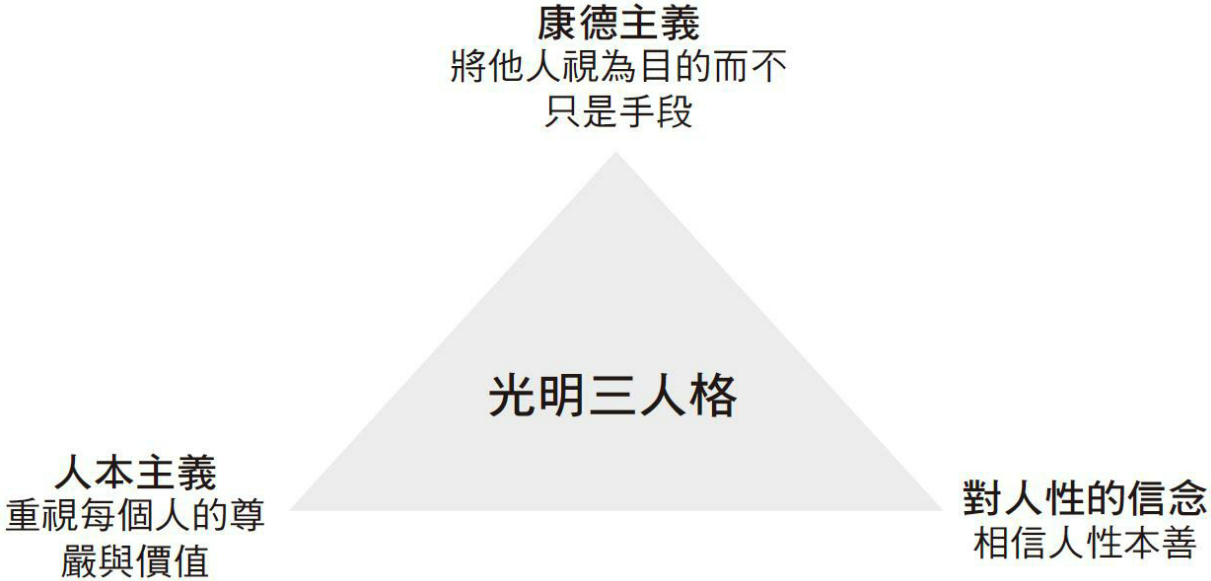 康德主義
將他人視為目的而不
只是手段
光明三人格
人本主義
重視每個人的尊
嚴與價值
對人性的信念
相信人性本善